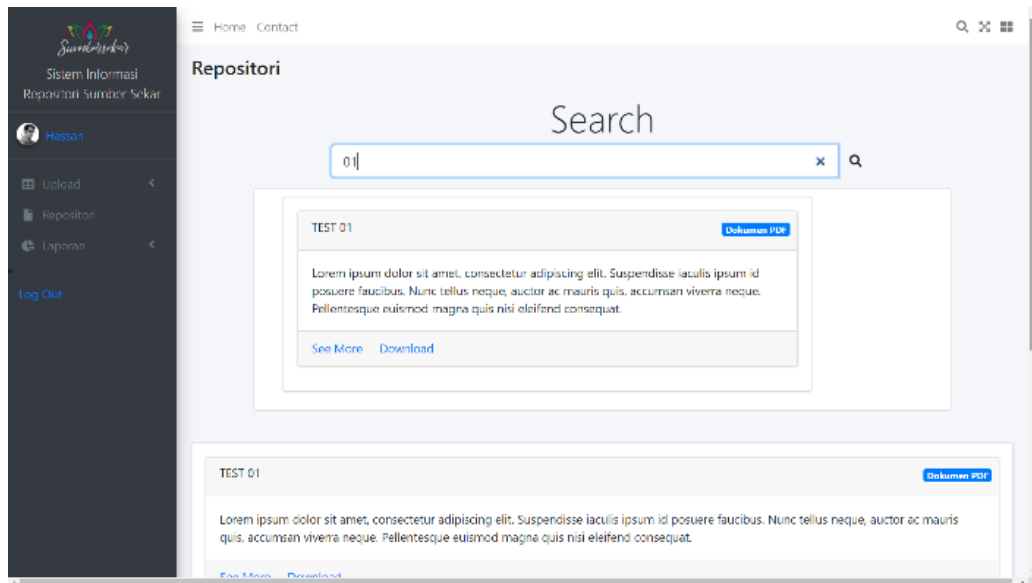 Sumbersekar
Sistem Informasi
Repositori Sumber Sekar
Hassan
Upload
Repositori
Laporan
Log Out
Home Contact
Repositori
Search
01
TEST 01 Dokumen PDF
Lorem ipsum dolor sit amet, consectetur adipiscing elit. Suspendisse iaculis ipsum id
posuere faucibus. Nunc tellus neque, auctor ac mauris quis, accumsan viverra neque.
Pellentesque euismod magna quis nisi eleifend consequat.
See More Download
TEST 01 Dokumen PDF
Lorem ipsum dolor sit amet, consectetur adipiscing elit. Suspendisse iaculis ipsum id posuere faucibus. Nunc tellus neque, auctor ac mauris
quis, accumsan viverra neque. Pellentesque euismod magna quis nisi eleifend consequat.
See More Download